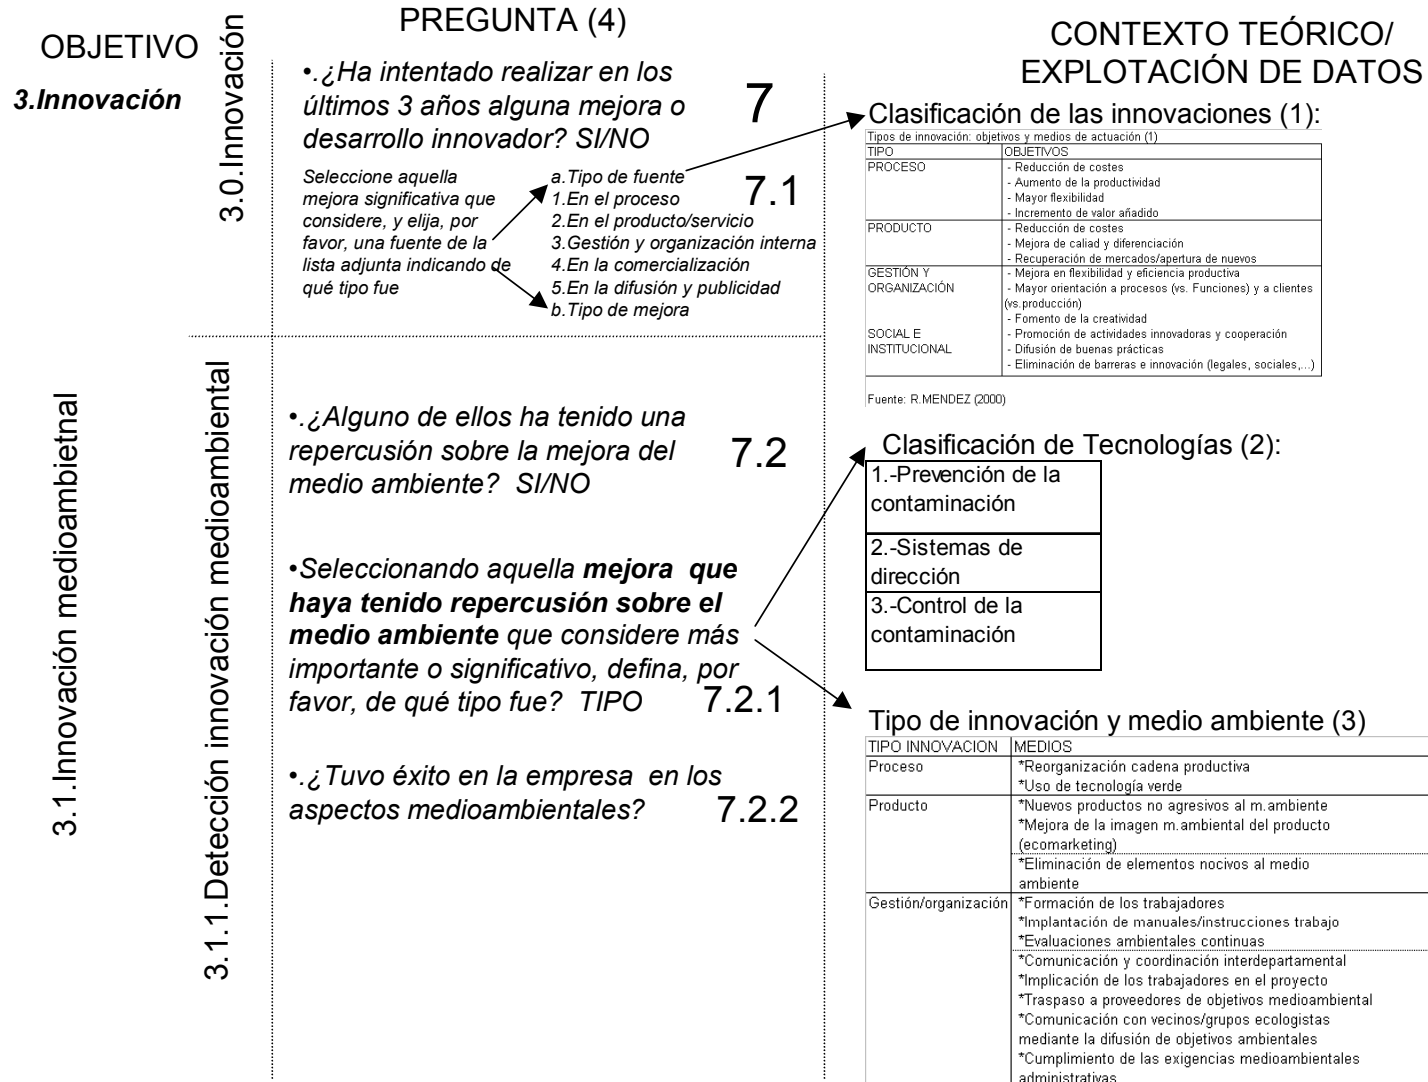 OBJETIVO
PREGUNTA (4)
CONTEXTO TEÓRICO/
EXPLOTACIÓN DE DATOS
3.Innovación
3.0.Innovación
•.¿Ha intentado realizar en los
últimos 3 años alguna mejora o
desarrollo innovador? SI/NO
7
Seleccione aquella
mejora significativa que
considere, y elija, por
favor, una fuente de la
lista adjunta indicando de
qué tipo fue
a.Tipo de fuente
1.En el proceso
2.En el producto/servicio
3.Gestión y organización interna
4.En la comercialización
5.En la difusión y publicidad
b.Tipo de mejora
7.1
Clasificación de las innovaciones (1):
Tipos de innovación: objetivos y medios de actuación (1)
TIPO OBJETIVOS
PROCESO - Reducción de costes
- Aumento de la productividad
- Mayor flexibilidad
- Incremento de valor añadido
PRODUCTO - Reducción de costes
- Mejora de caliad y diferenciación
- Recuperación de mercados/apertura de nuevos
GESTIÓN Y - Mejora en flexibilidad y eficiencia productiva
ORGANIZACIÓN - Mayor orientación a procesos (vs. Funciones) y a clientes
(vs.producción)
- Fomento de la creatividad
SOCIAL E - Promoción de actividades innovadoras y cooperación
INSTITUCIONAL - Difusión de buenas prácticas
- Eliminación de barreras e innovación (legales, sociales,...)
Fuente: R.MENDEZ (2000)
3.1.Innovación medioambietnal
3.1.1.Detección innovación medioambiental
•.¿Alguno de ellos ha tenido una
repercusión sobre la mejora del
medio ambiente? SI/NO
7.2
•Seleccionando aquella mejora que
haya tenido repercusión sobre el
medio ambiente que considere más
importante o significativo, defina, por
favor, de qué tipo fue? TIPO
7.2.1
•.¿Tuvo éxito en la empresa en los
aspectos medioambientales?
7.2.2
Clasificación de Tecnologías (2):
1.-Prevención de la
contaminación
2.-Sistemas de
dirección
3.-Control de la
contaminación
Tipo de innovación y medio ambiente (3)
TIPO INNOVACION MEDIOS
Proceso *Reorganización cadena productiva
*Uso de tecnología verde
Producto *Nuevos productos no agresivos al m.ambiente
*Mejora de la imagen m.ambiental del producto
(ecomarketing)
*Eliminación de elementos nocivos al medio
ambiente
Gestión/organización *Formación de los trabajadores
*Implantación de manuales/instrucciones trabajo
*Evaluaciones ambientales continuas
*Comunicación y coordinación interdepartamental
*Implicación de los trabajadores en el proyecto
*Traspaso a proveedores de objetivos medioambiental
*Comunicación con vecinos/grupos ecologistas
mediante la difusión de objetivos ambientales
*Cumplimiento de las exigencias medioambientales
administrativas